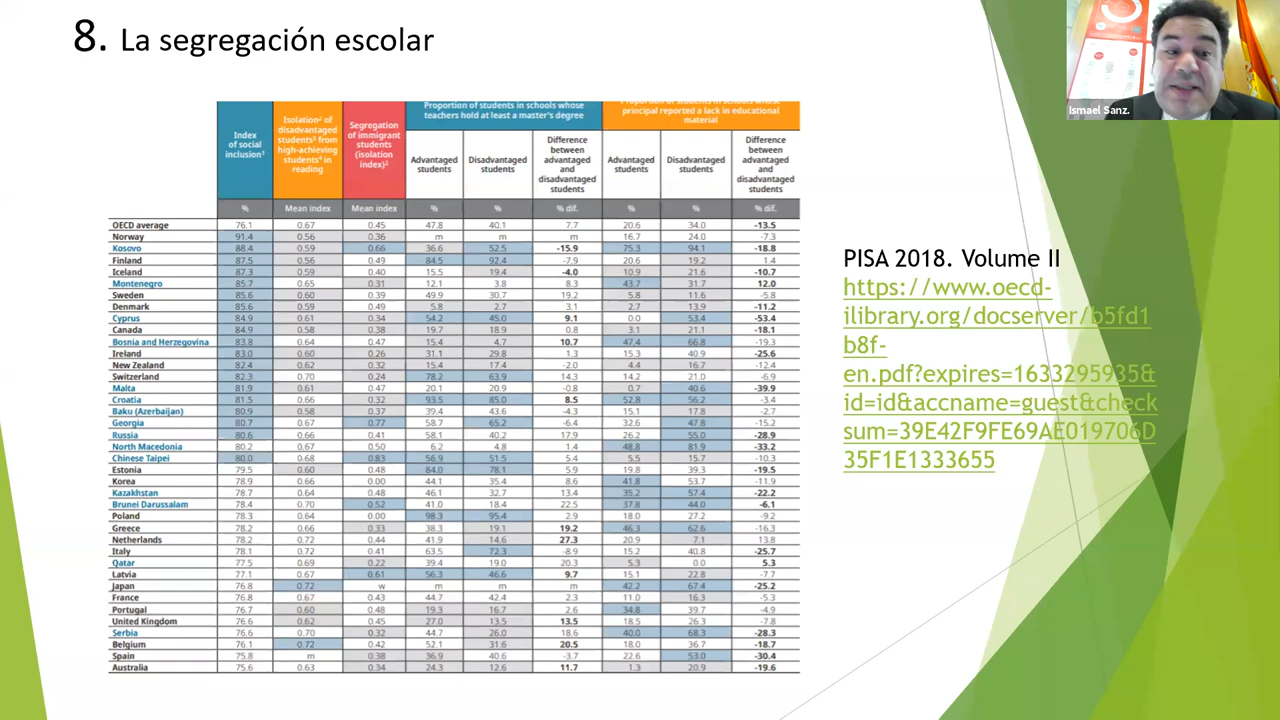 8. La segregación escolar
Ismael Sanz.
Index of social inclusion¹
Isolation² of disadvantaged students³ from high-achieving students⁴ in reading
Segregation of immigrant students (isolation index)²
Proportion of students in schools whose teachers hold at least a master's degree
Proportion of students in schools whose principal reported a lack in educational material
Advantaged students
Disadvantaged students
Difference between advantaged and disadvantaged students
Advantaged students
Disadvantaged students
Difference between advantaged and disadvantaged students
% Mean index Mean index % % % dif. % % % dif.
OECD average 76.1 0.67 0.45 47.8 40.1 7.7 20.6 34.0 -13.5
Norway 91.4 0.56 0.36 m m m 16.7 24.0 -7.3
Kosovo 88.4 0.56 0.66 36.6 52.5 -15.9 75.3 94.1 -18.8
Finland 87.5 0.56 0.49 84.5 92.4 -7.9 20.6 19.2 1.4
Iceland 87.3 0.59 0.40 15.5 19.4 -4.0 10.9 21.6 -10.7
Montenegro 85.7 0.65 0.31 12.1 3.8 8.3 43.7 31.7 12.0
Sweden 85.6 0.60 0.39 49.9 30.7 19.2 5.8 11.6 -5.8
Denmark 85.6 0.59 0.49 5.8 2.7 3.1 2.7 13.9 -11.2
Cyprus 84.9 0.61 0.34 54.2 45.0 9.1 0.0 53.4 -53.4
Canada 84.9 0.58 0.38 19.7 18.9 0.8 3.1 21.1 -18.1
Bosnia and Herzegovina 83.8 0.64 0.47 15.4 4.7 10.7 47.4 66.8 -19.3
Ireland 83.0 0.60 0.26 31.1 29.8 1.3 15.3 40.9 -25.6
New Zealand 82.4 0.62 0.32 15.4 17.4 -2.0 4.4 16.7 -12.4
Switzerland 82.3 0.70 0.24 78.2 63.9 14.3 14.2 21.0 -6.9
Malta 81.9 0.61 0.47 20.1 20.9 -0.8 0.7 40.6 -39.9
Croatia 81.5 0.66 0.32 93.5 85.0 8.5 52.8 56.2 -3.4
Baku (Azerbaijan) 80.9 0.58 0.37 39.4 43.6 -4.3 15.1 17.8 -2.7
Georgia 80.7 0.67 0.77 58.7 65.2 -6.4 32.6 47.8 -15.2
Russia 80.6 0.66 0.41 58.1 40.2 17.9 26.2 55.0 -28.9
North Macedonia 80.2 0.67 0.50 6.2 4.8 1.4 48.8 81.9 -33.2
Chinese Taipei 80.0 0.68 0.83 56.9 51.5 5.4 5.5 15.7 -10.3
Estonia 79.5 0.60 0.48 84.0 78.1 5.9 19.8 39.3 -19.5
Korea 78.9 0.66 0.00 44.1 35.4 8.6 41.8 53.7 -11.9
Kazakhstan 78.7 0.64 0.48 46.1 32.7 13.4 35.2 57.4 -22.2
Brunei Darussalam 78.4 0.70 0.52 41.0 18.4 22.5 37.8 44.0 -6.1
Poland 78.3 0.64 0.00 98.3 95.4 2.9 18.0 27.2 -9.2
Greece 78.2 0.66 0.33 38.3 19.1 19.2 46.3 62.6 -16.3
Netherlands 78.2 0.72 0.44 41.9 14.6 27.3 20.9 7.1 13.8
Italy 78.1 0.72 0.41 63.5 72.3 -8.9 15.2 40.8 -25.7
Qatar 77.5 0.69 0.22 39.4 19.0 20.3 5.3 0.0 5.3
Latvia 77.1 0.67 0.61 56.3 46.6 9.7 15.1 22.8 -7.7
Japan 76.8 0.72 w m m m 42.2 67.4 -25.2
France 76.8 0.67 0.43 44.7 42.4 2.3 11.0 16.3 -5.3
Portugal 76.7 0.60 0.48 19.3 16.7 2.6 34.8 39.7 -4.9
United Kingdom 76.6 0.62 0.45 27.0 13.5 13.5 18.5 26.3 -7.8
Serbia 76.6 0.70 0.32 44.7 26.0 18.6 40.0 68.3 -28.3
Belgium 76.1 0.72 0.42 52.1 31.6 20.5 18.0 36.7 -18.7
Spain 75.8 m 0.38 36.9 40.6 -3.7 22.6 53.0 -30.4
Australia 75.6 0.63 0.34 24.3 12.6 11.7 1.3 20.9 -19.6
PISA 2018. Volume II
https://www.oecd-
ilibrary.org/docserver/b5fd1
b8f-
en.pdf?expires=1633295935&
id=id&accname=guest&check
sum=39E42F9FE69AE019706D
35F1E1333655